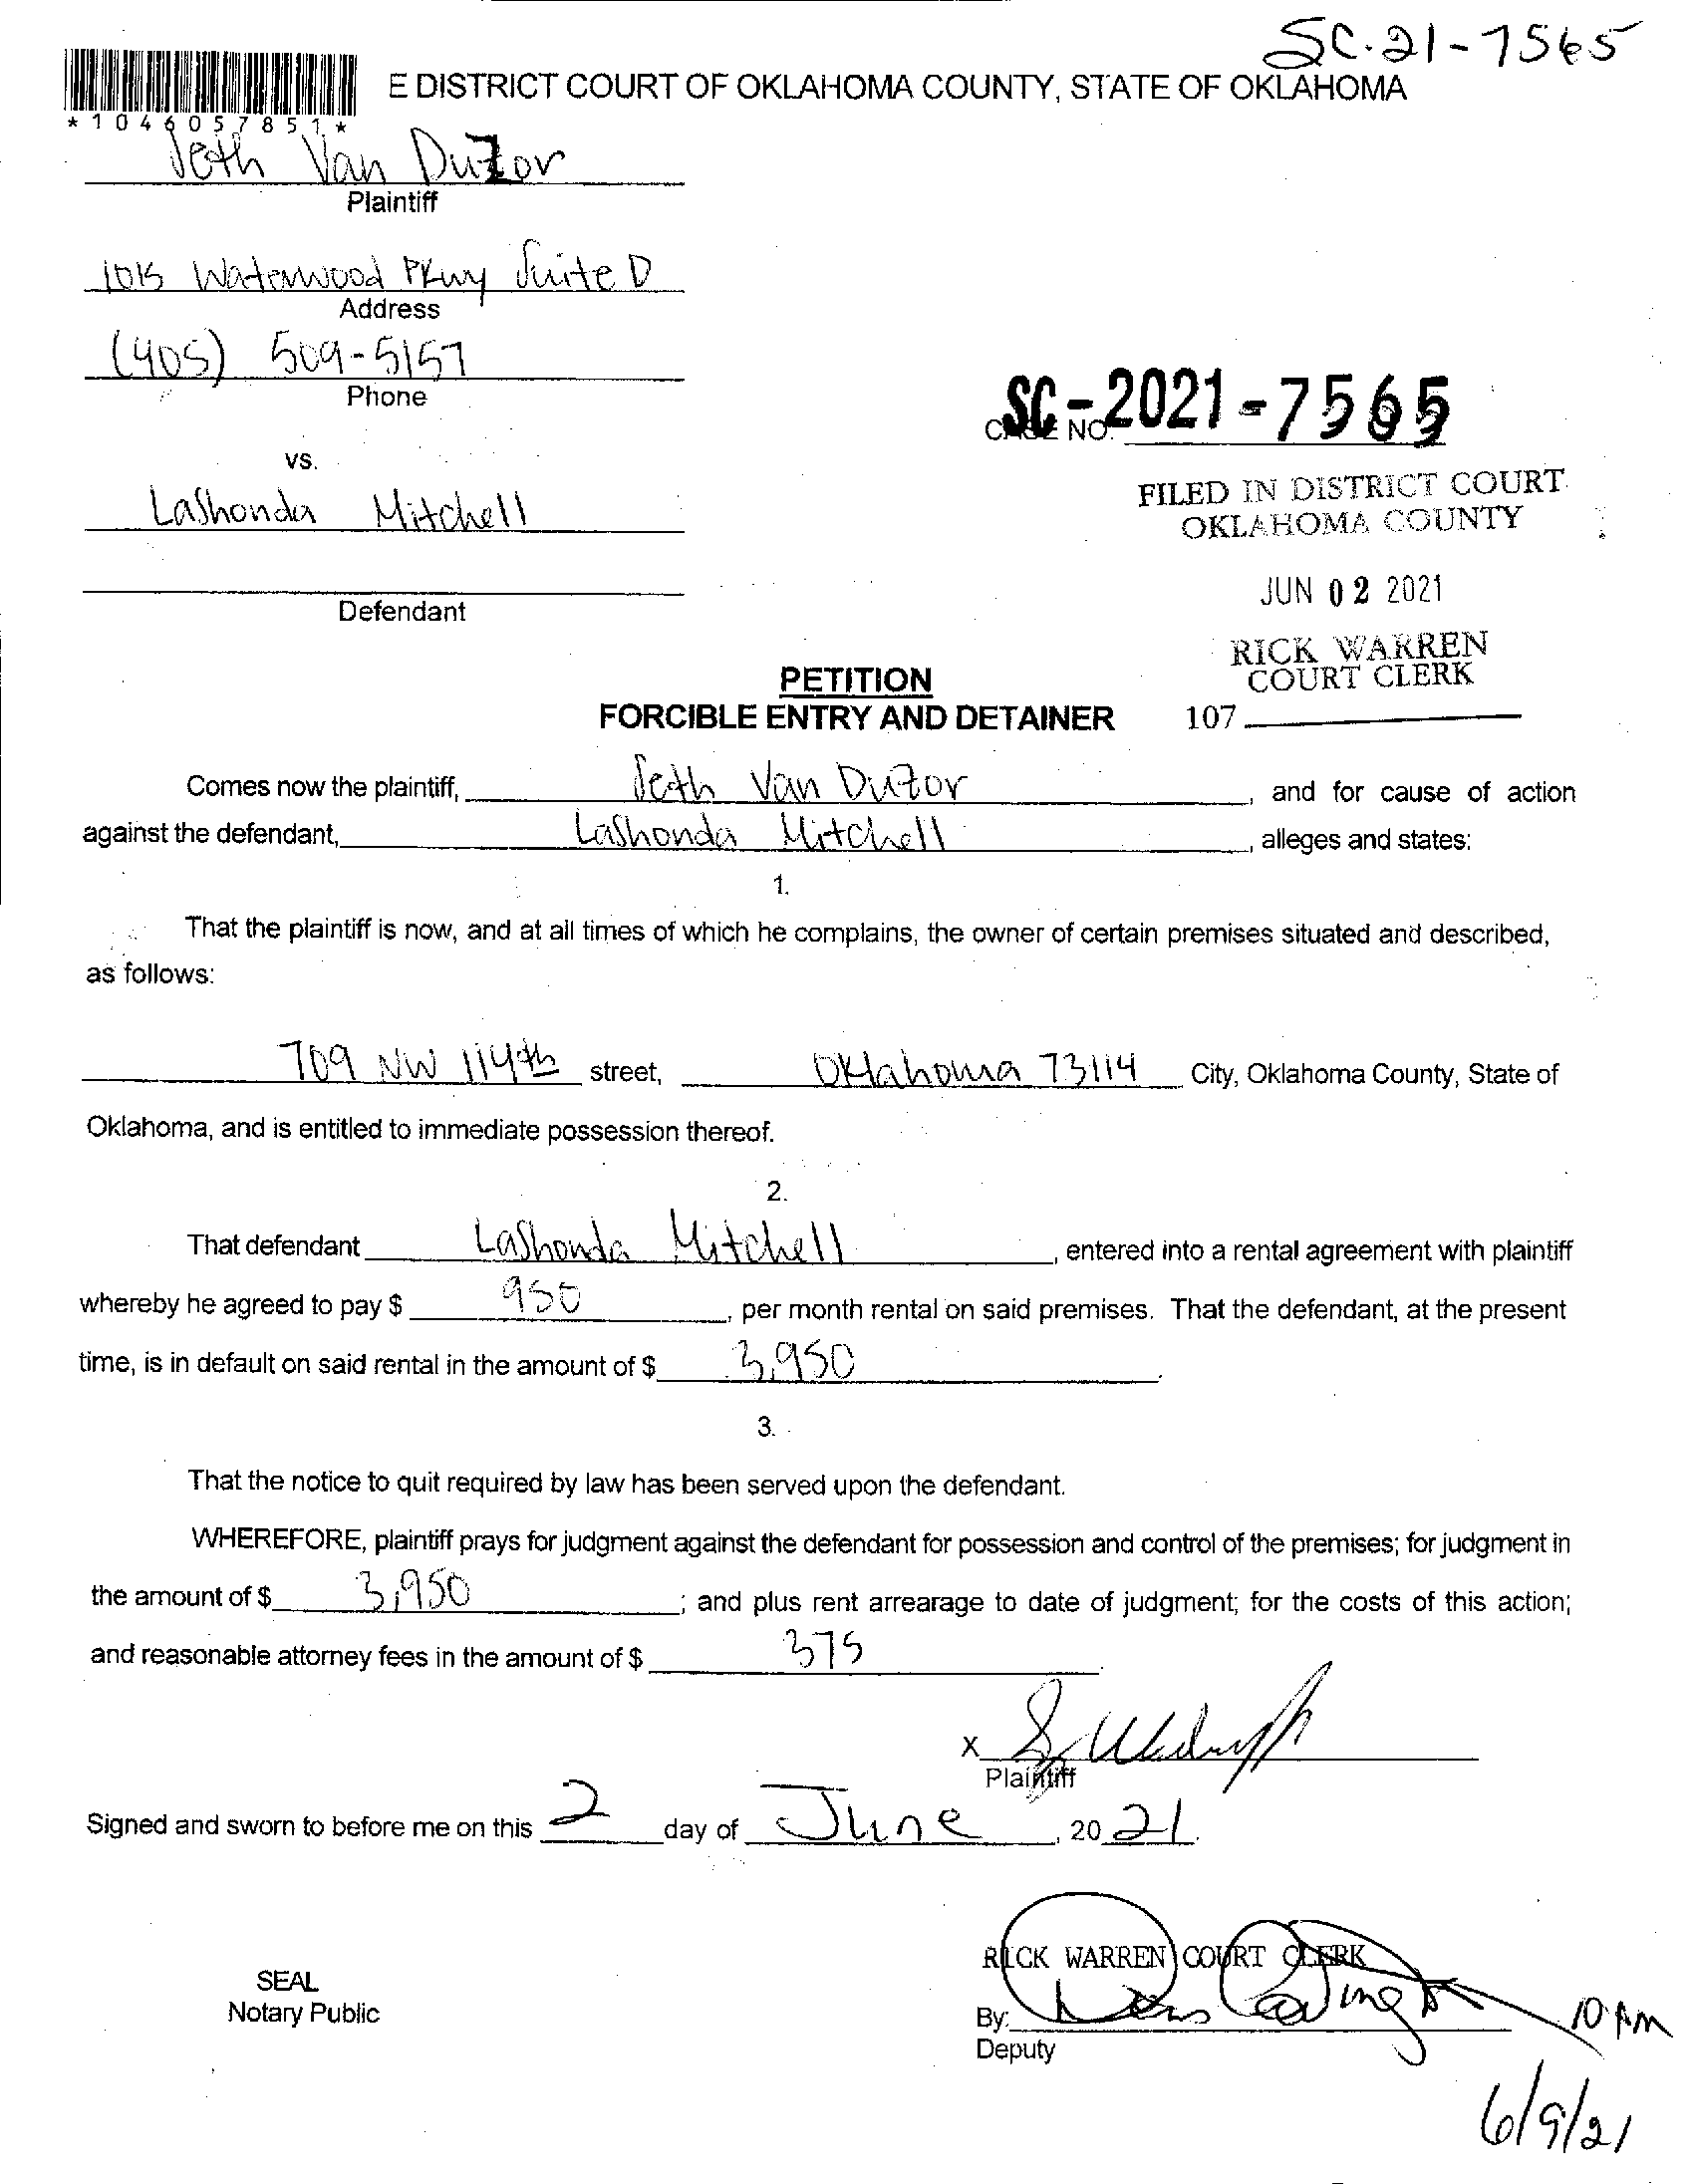 SC-21-7565
E DISTRICT COURT OF OKLAHOMA COUNTY, STATE OF OKLAHOMA
*1046057851*
Seth Van Duzor
Plaintiff
1015 Waterwood Pkwy Suite D
Address
(405) 509-5157
Phone
SC-2021-7565
CASE NO.
vs.
LaShonda Mitchell
FILED IN DISTRICT COURT
OKLAHOMA COUNTY
JUN 02 2021
Defendant
RICK WARREN
COURT CLERK
PETITION
FORCIBLE ENTRY AND DETAINER
107
Comes now the plaintiff, Seth Van Duzor, and for cause of action
against the defendant, LaShonda Mitchell, alleges and states:
1.
That the plaintiff is now, and at all times of which he complains, the owner of certain premises situated and described,
as follows:
709 NW 114th street, Oklahoma 73114 City, Oklahoma County, State of
Oklahoma, and is entitled to immediate possession thereof.
2.
That defendant LaShonda Mitchell, entered into a rental agreement with plaintiff
whereby he agreed to pay $ 950, per month rental on said premises. That the defendant, at the present
time, is in default on said rental in the amount of $ 3,950.
3.
That the notice to quit required by law has been served upon the defendant.
WHEREFORE, plaintiff prays for judgment against the defendant for possession and control of the premises; for judgment in
the amount of $ 3,950; and plus rent arrearage to date of judgment; for the costs of this action;
and reasonable attorney fees in the amount of $ 375.
X
Plaintiff
Signed and sworn to before me on this 2 day of June, 2021.
RICK WARREN COURT CLERK
SEAL
Notary Public
By:
Deputy
10 AM
6/9/21